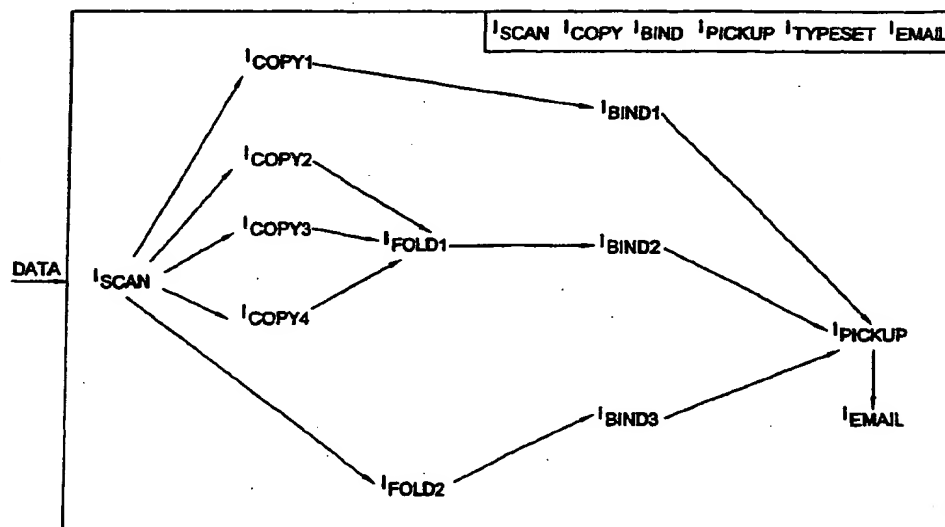 ISCAN ICOPY IBIND IPICKUP ITYPESET IEMAIL
ICOPY1
IBIND1
ICOPY2
ICOPY3
IFOLD1
IBIND2
DATA
ISCAN
ICOPY4
IPICKUP
IBIND3
IEMAIL
IFOLD2